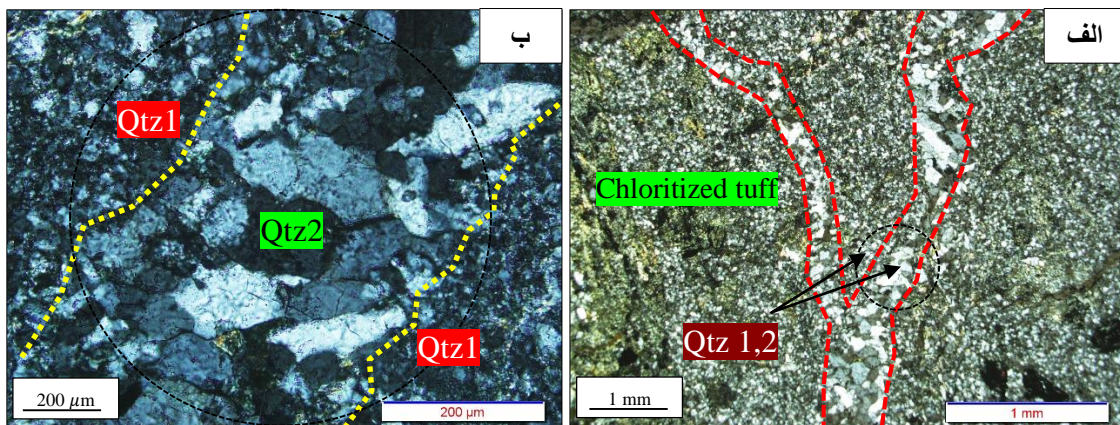 ب
Qtz1
Qtz2
Qtz1
200 µm
200 µm
الف
Chloritized tuff
Qtz 1,2
1 mm
1 mm